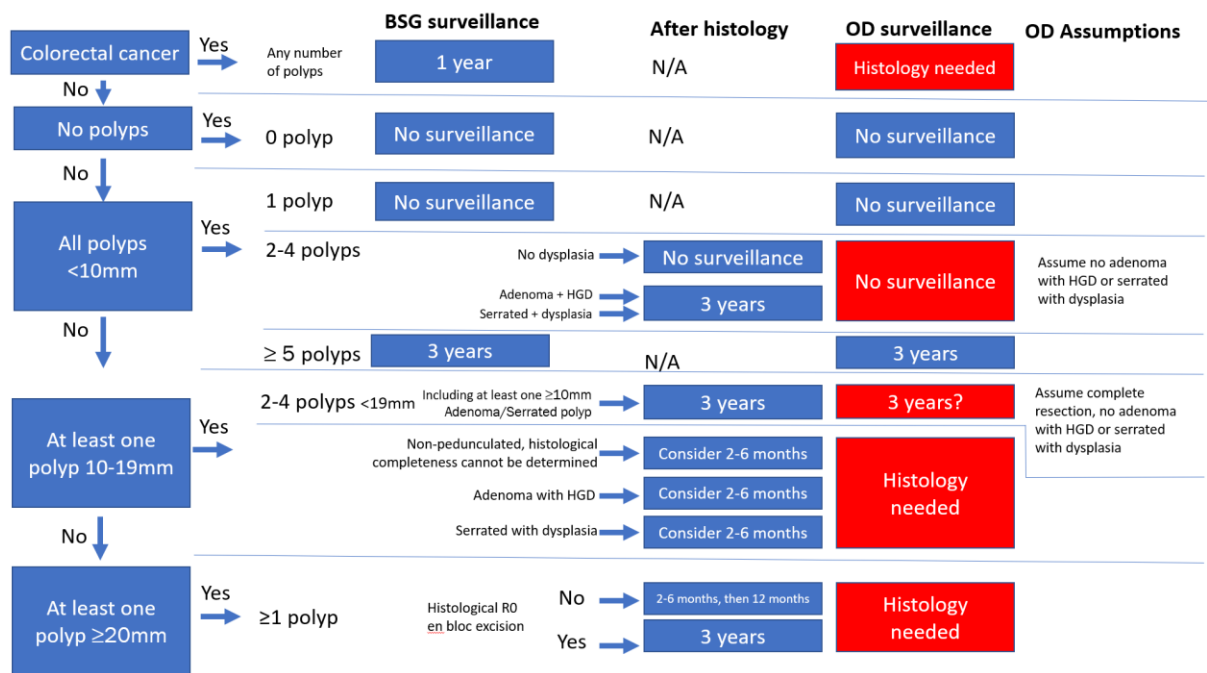 BSG surveillance
After histology
OD surveillance
OD Assumptions
Colorectal cancer
Yes
Any number
of polyps
1 year
N/A
Histology needed
No
No polyps
Yes
0 polyp
No surveillance
N/A
No surveillance
No
1 polyp
No surveillance
N/A
No surveillance
All polyps
<10mm
Yes
2-4 polyps
No dysplasia
No surveillance
Adenoma + HGD
Serrated + dysplasia
3 years
No surveillance
Assume no adenoma
with HGD or serrated
with dysplasia
No
≥ 5 polyps
3 years
N/A
3 years
At least one
polyp 10-19mm
Yes
2-4 polyps <19mm
Including at least one ≥10mm
Adenoma/Serrated polyp
3 years
3 years?
Assume complete
resection, no adenoma
with HGD or serrated
with dysplasia
Non-pedunculated, histological
completeness cannot be determined
Consider 2-6 months
Adenoma with HGD
Consider 2-6 months
Serrated with dysplasia
Consider 2-6 months
Histology
needed
No
At least one
polyp ≥20mm
Yes
≥1 polyp
Histological R0
en bloc excision
No
2-6 months, then 12 months
Yes
3 years
Histology
needed